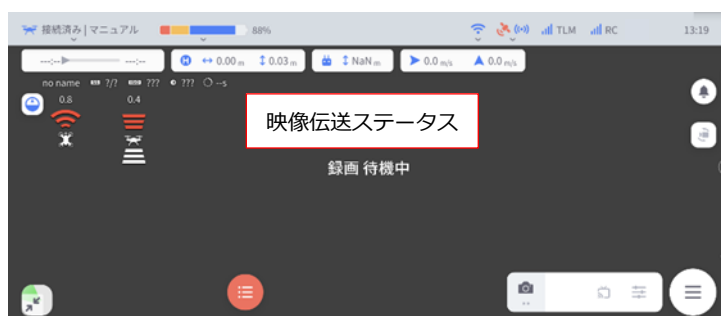 接続済み | マニュアル 88% TLM RC 13:19
--:-- --:-- H 0.00 m 0.03 m NaN m 0.0 m/s 0.0 m/s
no name ?/? ??? ??? --s
0.8 0.4
映像伝送ステータス
録画 待機中